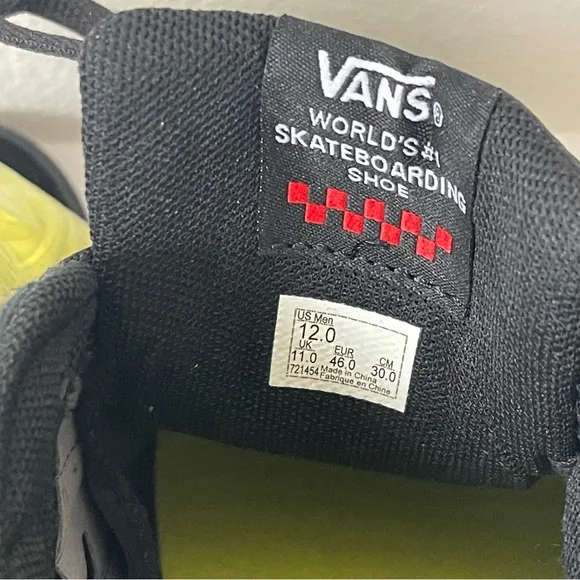 VANS®
WORLD'S #1
SKATEBOARDING
SHOE
US Men
12.0
UK EUR CM
11.0 46.0 30.0
721454 Made in China
Fabrique en Chine